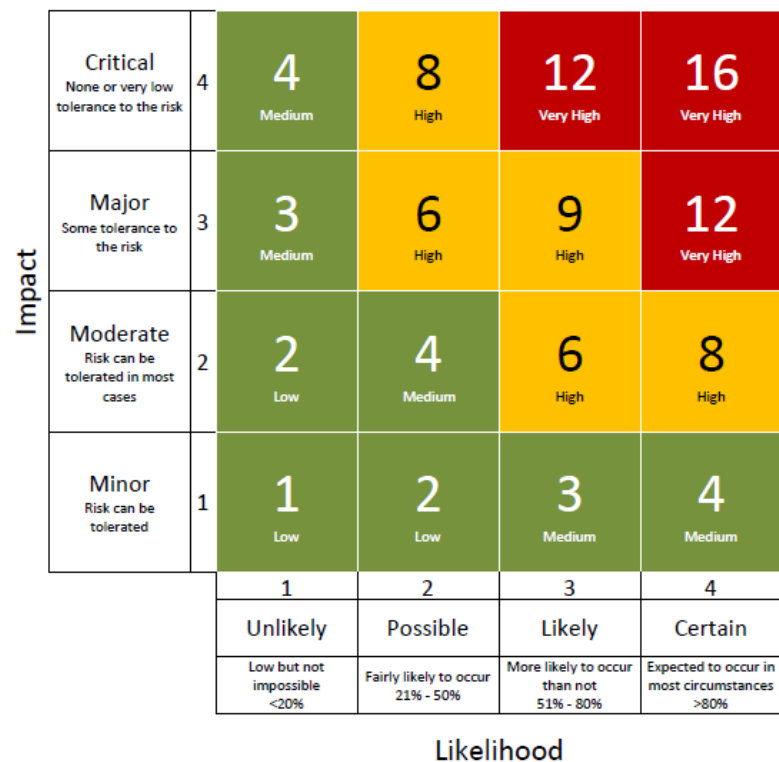 Critical
None or very low
tolerance to the risk
4
4
Medium
8
High
12
Very High
16
Very High
Major
Some tolerance to
the risk
3
3
Medium
6
High
9
High
12
Very High
Impact
Moderate
Risk can be
tolerated in most
cases
2
2
Low
4
Medium
6
High
8
High
Minor
Risk can be
tolerated
1
1
Low
2
Low
3
Medium
4
Medium
1
2
3
4
Unlikely
Possible
Likely
Certain
Low but not
impossible
<20%
Fairly likely to occur
21% - 50%
More likely to occur
than not
51% - 80%
Expected to occur in
most circumstances
>80%
Likelihood